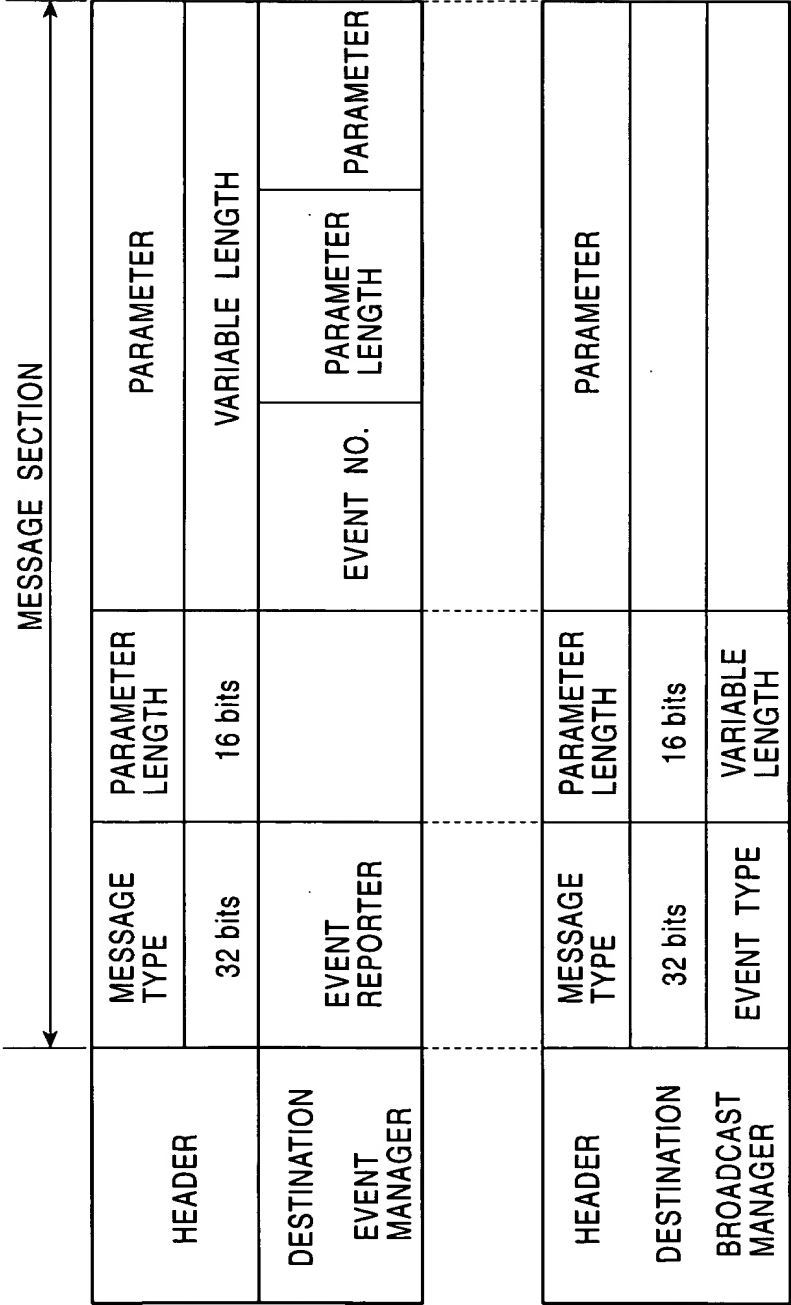 MESSAGE SECTION
HEADER
MESSAGE
TYPE
PARAMETER
LENGTH
PARAMETER
32 bits
16 bits
VARIABLE LENGTH
DESTINATION
EVENT
MANAGER
EVENT
REPORTER
EVENT NO.
PARAMETER
LENGTH
PARAMETER
HEADER
MESSAGE
TYPE
PARAMETER
LENGTH
PARAMETER
DESTINATION
32 bits
16 bits
BROADCAST
MANAGER
EVENT TYPE
VARIABLE
LENGTH